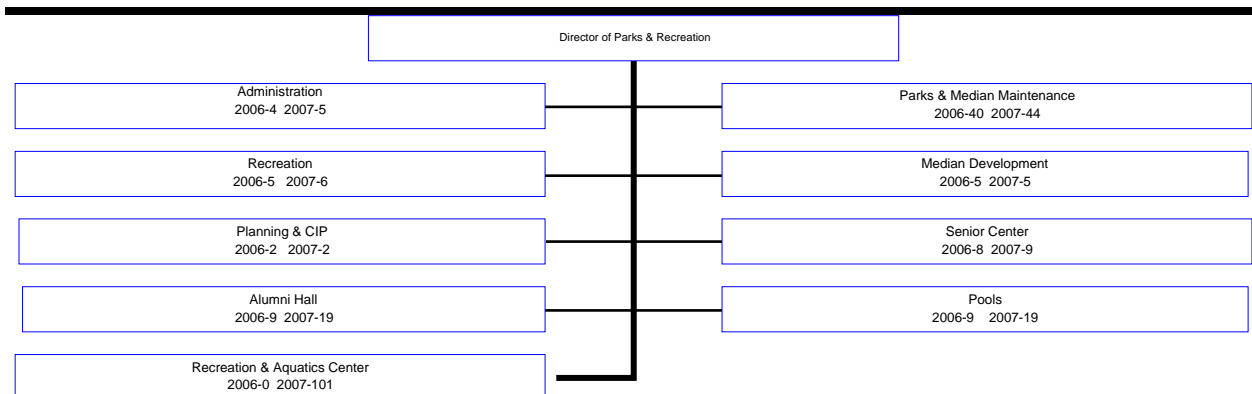 Director of Parks & Recreation
Administration
2006-4 2007-5
Parks & Median Maintenance
2006-40 2007-44
Recreation
2006-5 2007-6
Median Development
2006-5 2007-5
Planning & CIP
2006-2 2007-2
Senior Center
2006-8 2007-9
Alumni Hall
2006-9 2007-19
Pools
2006-9 2007-19
Recreation & Aquatics Center
2006-0 2007-101